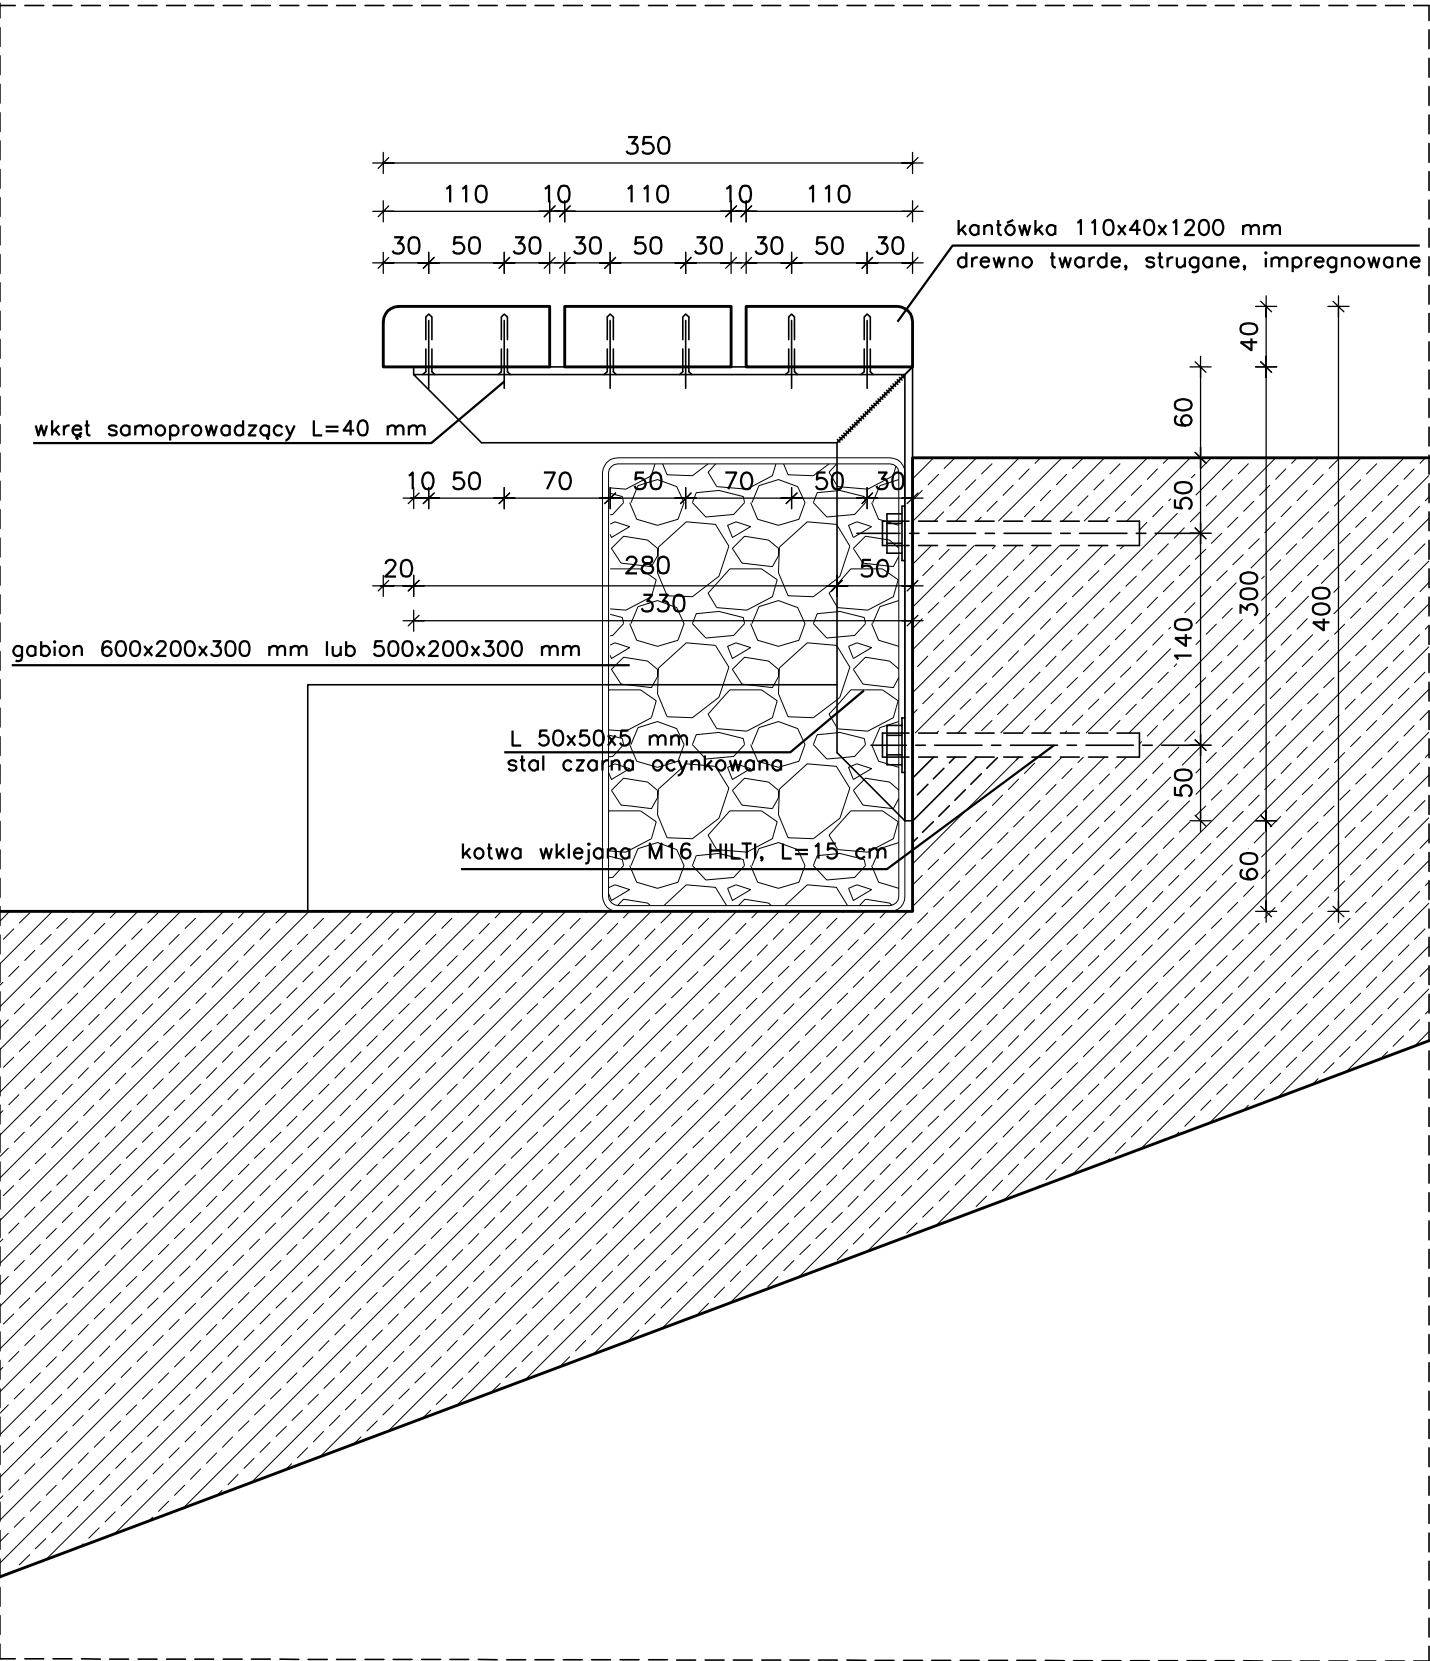 350
110 10 110 10 110
30 50 30 30 50 30 30 50 30
kantówka 110x40x1200 mm
drewno twarde, strugane, impregnowane
40
60
wkręt samoprowadzący L=40 mm
10 50 70 50 70 50 30
50
20 280 50
330
300
400
140
gabion 600x200x300 mm lub 500x200x300 mm
L 50x50x5 mm
stal czarna ocynkowana
50
kotwa wklejana M16 HILTI, L=15 cm
60